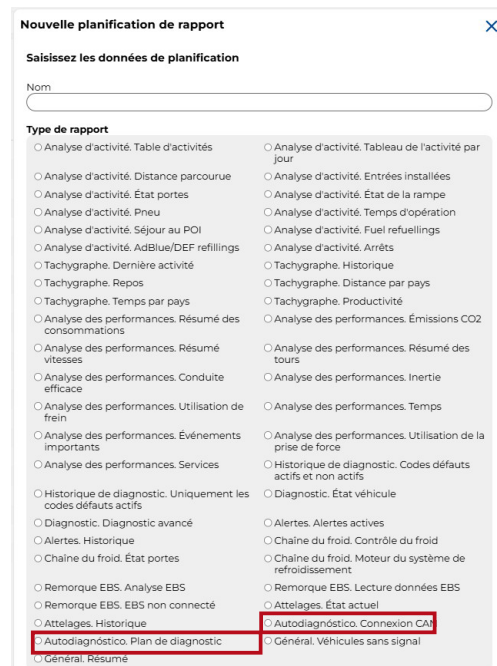 Nouvelle planification de rapport
Saisissez les données de planification
Nom
Type de rapport
Analyse d'activité. Table d'activités
Analyse d'activité. Tableau de l'activité par
jour
Analyse d'activité. Distance parcourue
Analyse d'activité. Entrées installées
Analyse d'activité. État portes
Analyse d'activité. État de la rampe
Analyse d'activité. Pneu
Analyse d'activité. Temps d'opération
Analyse d'activité. Séjour au POI
Analyse d'activité. Fuel refuellings
Analyse d'activité. AdBlue/DEF refillings
Analyse d'activité. Arrêts
Tachygraphe. Dernière activité
Tachygraphe. Historique
Tachygraphe. Repos
Tachygraphe. Distance par pays
Tachygraphe. Temps par pays
Tachygraphe. Productivité
Analyse des performances. Résumé des
consommations
Analyse des performances. Émissions CO2
Analyse des performances. Résumé
vitesses
Analyse des performances. Résumé des
tours
Analyse des performances. Conduite
efficace
Analyse des performances. Inertie
Analyse des performances. Utilisation de
frein
Analyse des performances. Temps
Analyse des performances. Événements
importants
Analyse des performances. Utilisation de la
prise de force
Analyse des performances. Services
Historique de diagnostic. Codes défauts
actifs et non actifs
Historique de diagnostic. Uniquement les
codes défauts actifs
Diagnostic. État véhicule
Diagnostic. Diagnostic avancé
Alertes. Alertes actives
Alertes. Historique
Chaîne du froid. Contrôle du froid
Chaîne du froid. État portes
Chaîne du froid. Moteur du système de
refroidissement
Remorque EBS. Analyse EBS
Remorque EBS. Lecture données EBS
Remorque EBS. EBS non connecté
Attelages. État actuel
Attelages. Historique
Autodiagnóstico. Connexion CAN
Autodiagnóstico. Plan de diagnostic
Général. Véhicules sans signal
Général. Résumé